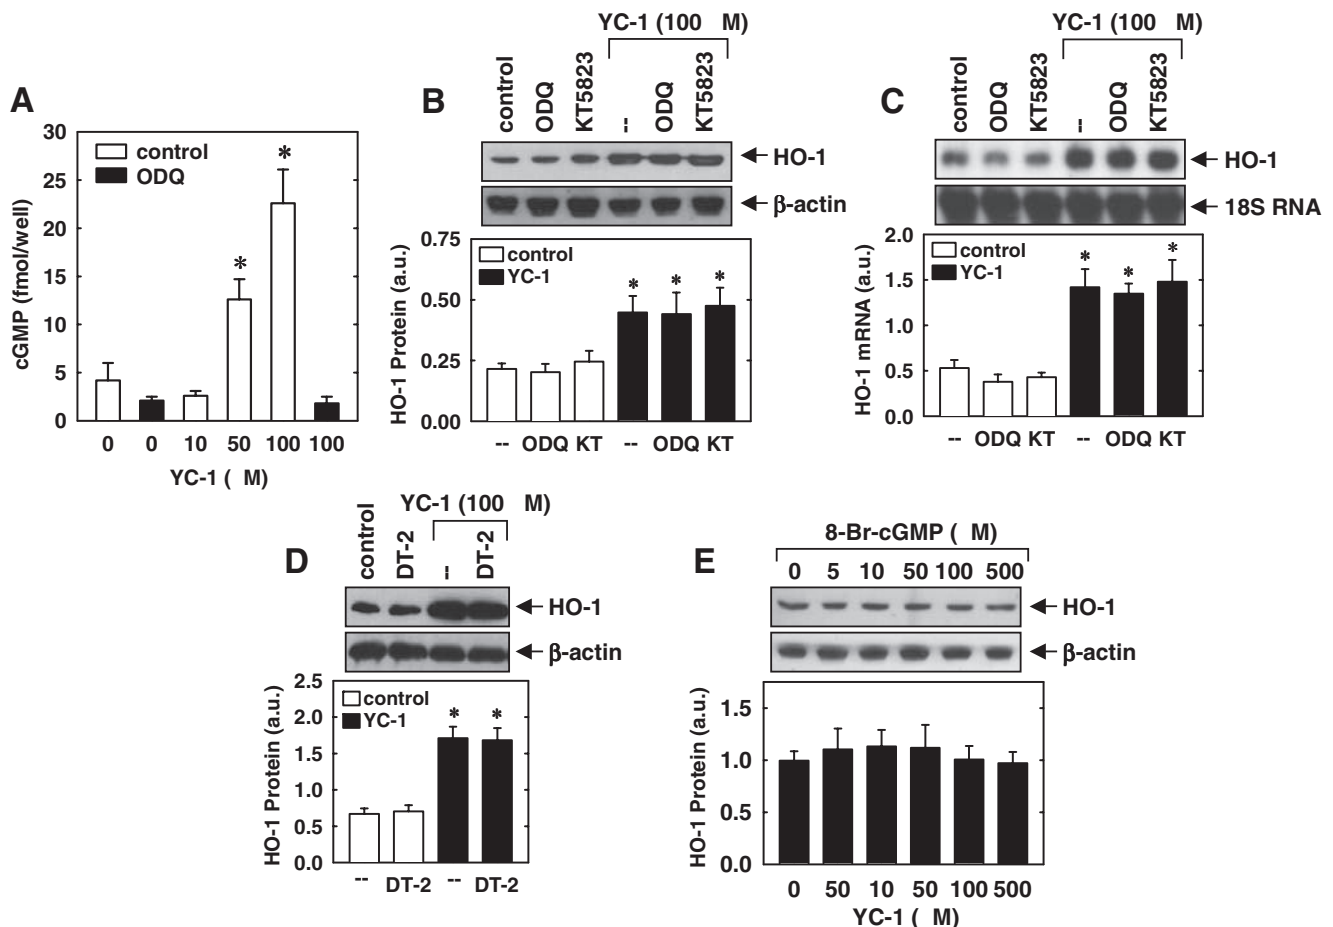 A
30
25
20
15
10
5
0
cGMP (fmol/well)
control
ODQ
*
*
0 0 10 50 100 100
YC-1 ( M)
B
YC-1 (100 M)
control ODQ KT5823 -- ODQ KT5823
HO-1
β-actin
0.75
0.50
0.25
0.00
HO-1 Protein (a.u.)
control
YC-1
* * *
-- ODQ KT -- ODQ KT
C
YC-1 (100 M)
control ODQ KT5823 -- ODQ KT5823
HO-1
18S RNA
2.0
1.5
1.0
0.5
0.0
HO-1 mRNA (a.u.)
control
YC-1
* * *
-- ODQ KT -- ODQ KT
D
YC-1 (100 M)
control DT-2 -- DT-2
HO-1
β-actin
2.5
2.0
1.5
1.0
0.5
0.0
HO-1 Protein (a.u.)
control
YC-1
* *
-- DT-2 -- DT-2
E
8-Br-cGMP ( M)
0 5 10 50 100 500
HO-1
β-actin
1.5
1.0
0.5
0.0
HO-1 Protein (a.u.)
0 50 10 50 100 500
YC-1 ( M)